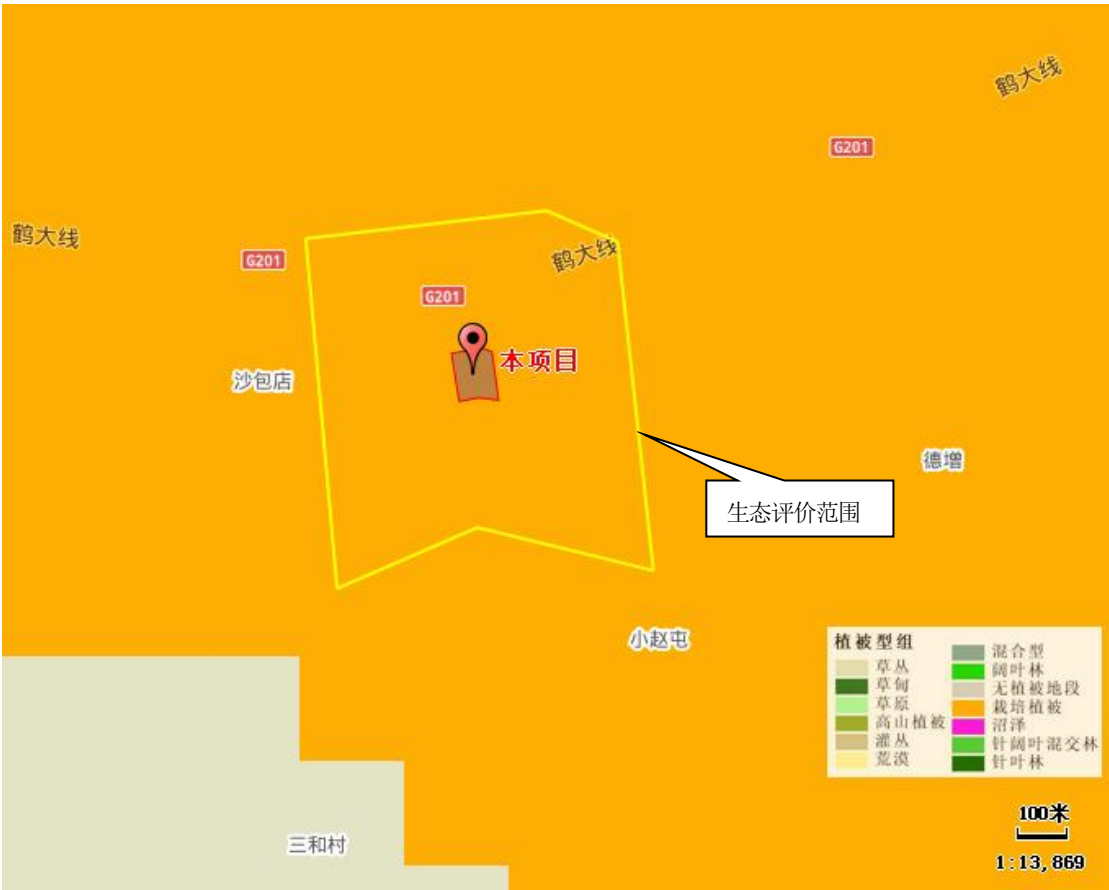 鹤大线
G201
鹤大线
G201
鹤大线
G201
本项目
沙包店
德增
生态评价范围
小赵屯
植被型组
草丛
草甸
草原
高山植被
灌丛
荒漠
混合型
阔叶林
无植被地段
栽培植被
沼泽
针阔叶混交林
针叶林
三和村
100米
1:13,869